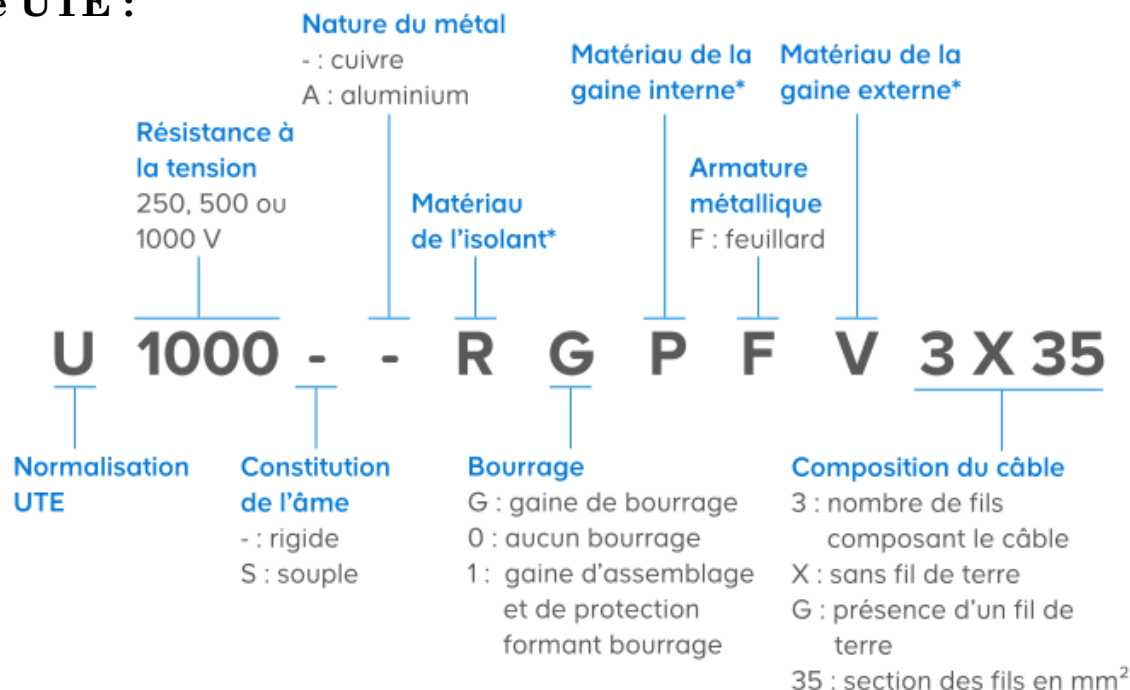 UTE :
Nature du métal
- : cuivre
A : aluminium
Matériau de la
gaine interne*
Matériau de la
gaine externe*
Résistance à
la tension
250, 500 ou
1000 V
Matériau
de l'isolant*
Armature
métallique
F : feuillard
U 1000 - - R G P F V 3 X 35
Normalisation
UTE
Constitution
de l'âme
- : rigide
S : souple
Bourrage
G : gaine de bourrage
0 : aucun bourrage
1 : gaine d'assemblage
et de protection
formant bourrage
Composition du câble
3 : nombre de fils
composant le câble
X : sans fil de terre
G : présence d'un fil de
terre
35 : section des fils en mm²